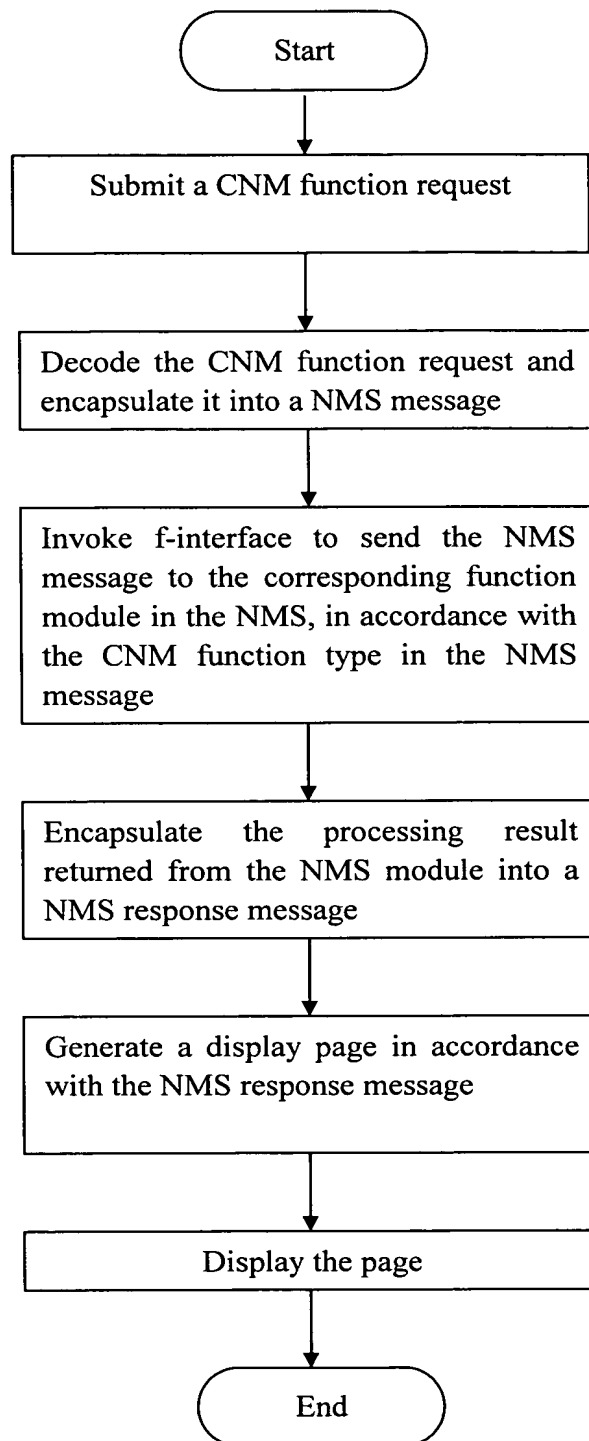 Start
Submit a CNM function request
Decode the CNM function request and
encapsulate it into a NMS message
Invoke f-interface to send the NMS
message to the corresponding function
module in the NMS, in accordance with
the CNM function type in the NMS
message
Encapsulate the processing result
returned from the NMS module into a
NMS response message
Generate a display page in accordance
with the NMS response message
Display the page
End